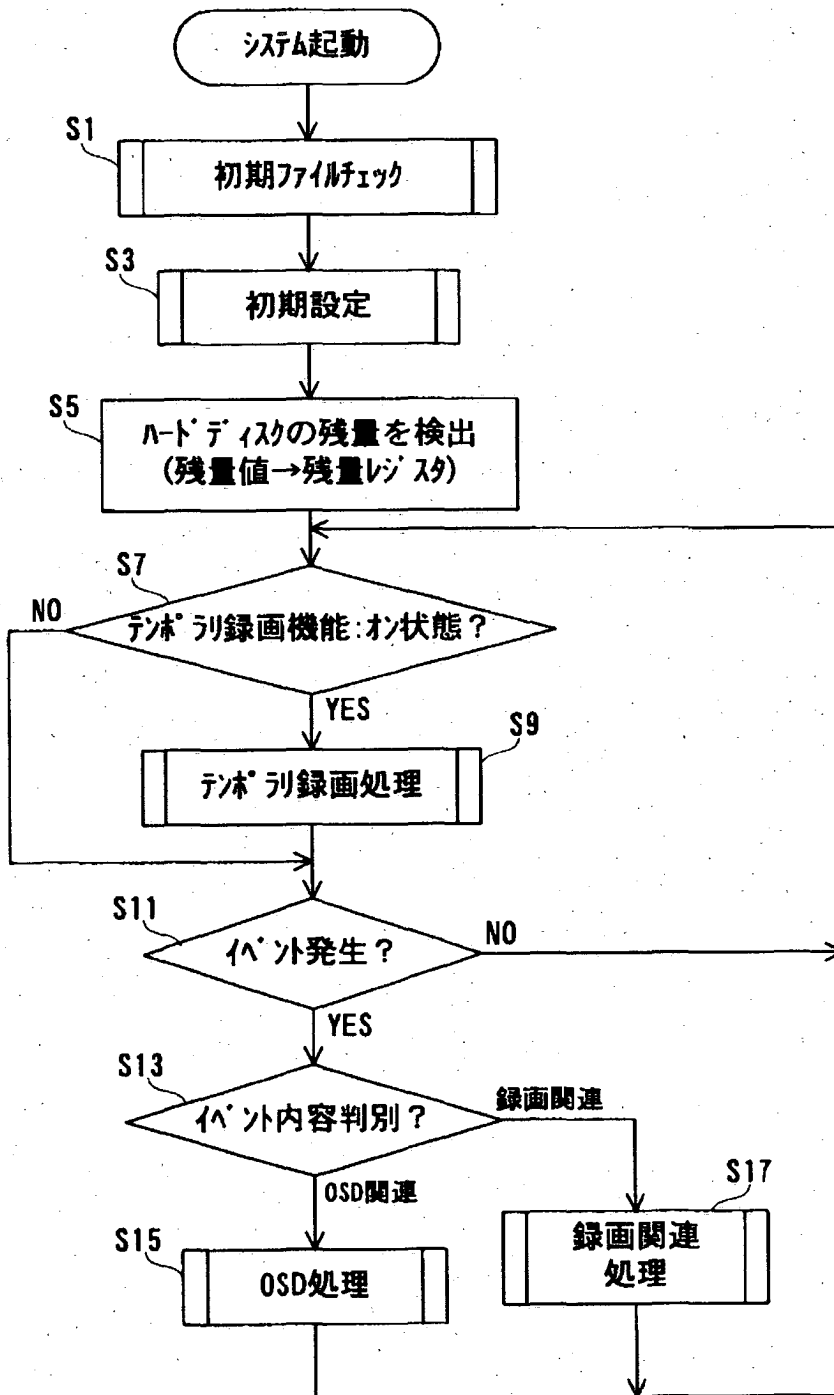 システム起動
S1
初期ファイルチェック
S3
初期設定
S5
ハードディスクの残量を検出
(残量値→残量レジスタ)
S7
テンポラリ録画機能:オン状態?
NO
YES
S9
テンポラリ録画処理
S11
イベント発生?
NO
YES
S13
イベント内容判別?
録画関連
OSD関連
S15
OSD処理
S17
録画関連
処理